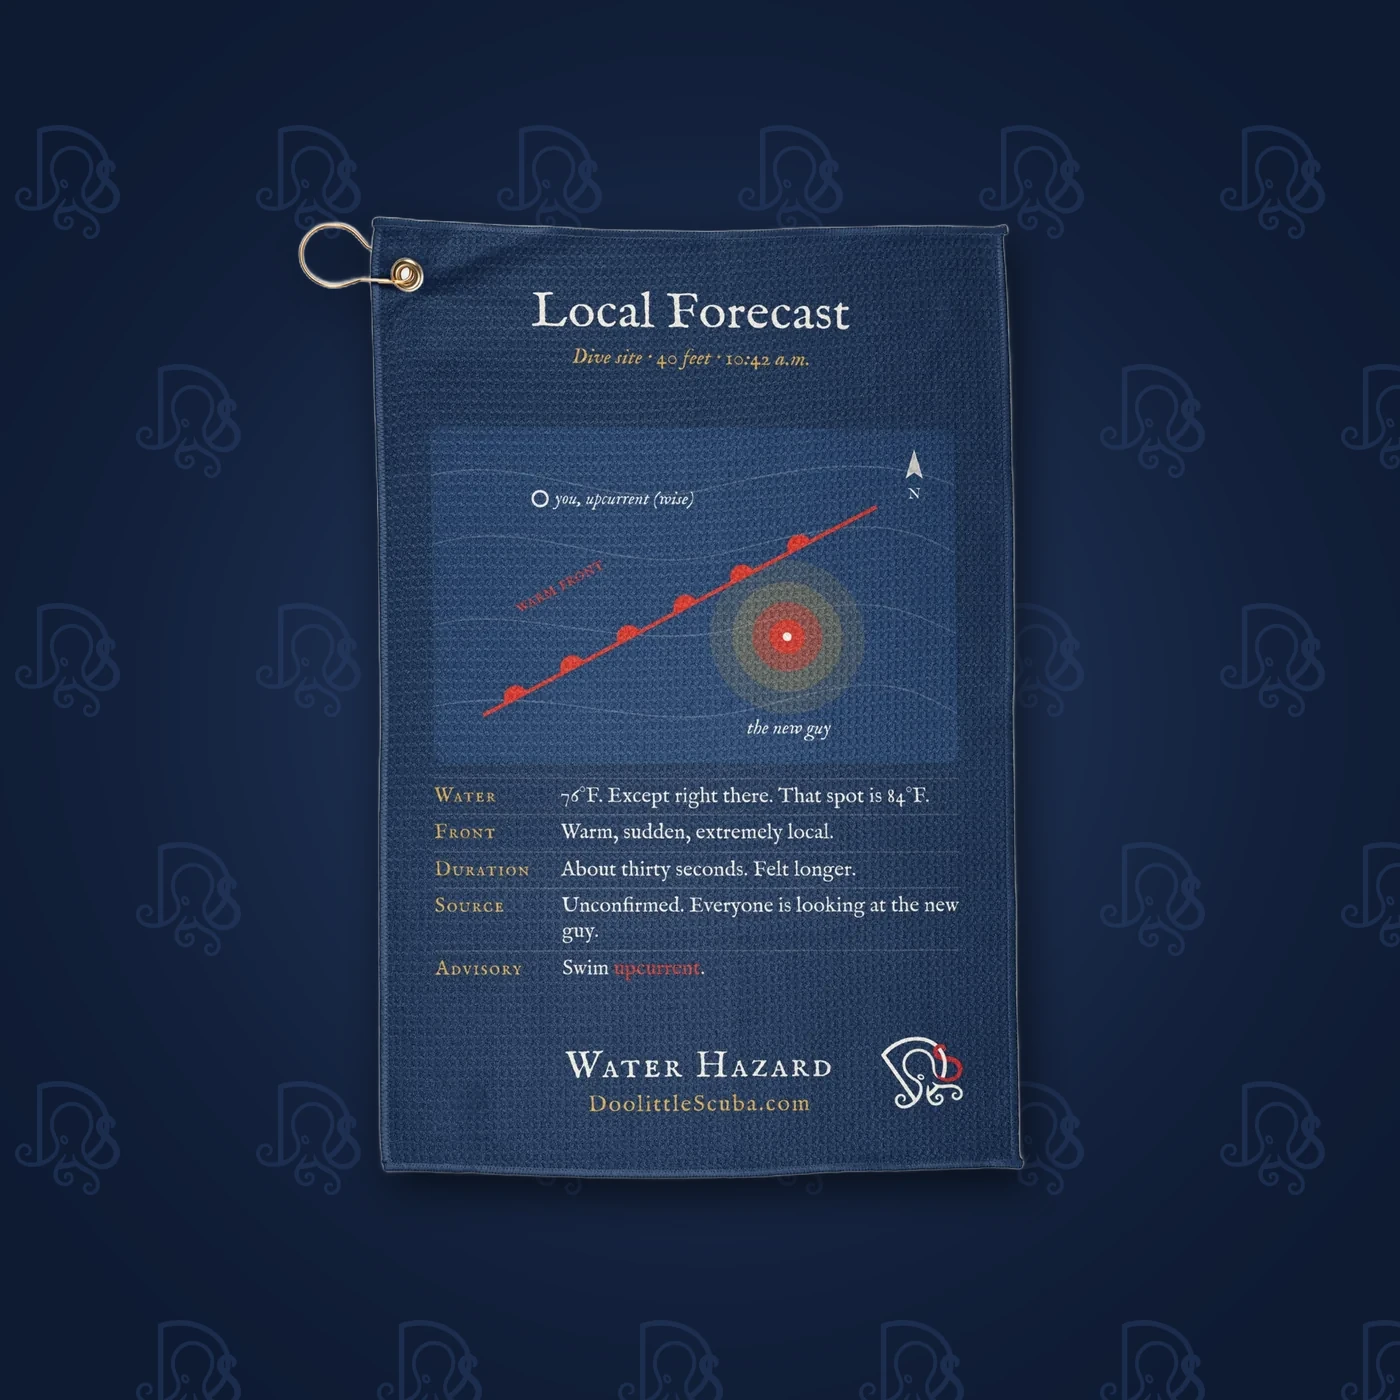 Local Forecast
Dive site · 40 feet · 10:42 a.m.
N
you, upcurrent (wise)
WARM FRONT
the new guy
WATER 76°F. Except right there. That spot is 84°F.
FRONT Warm, sudden, extremely local.
DURATION About thirty seconds. Felt longer.
SOURCE Unconfirmed. Everyone is looking at the new
guy.
ADVISORY Swim upcurrent.
WATER HAZARD
DoolittleScuba.com